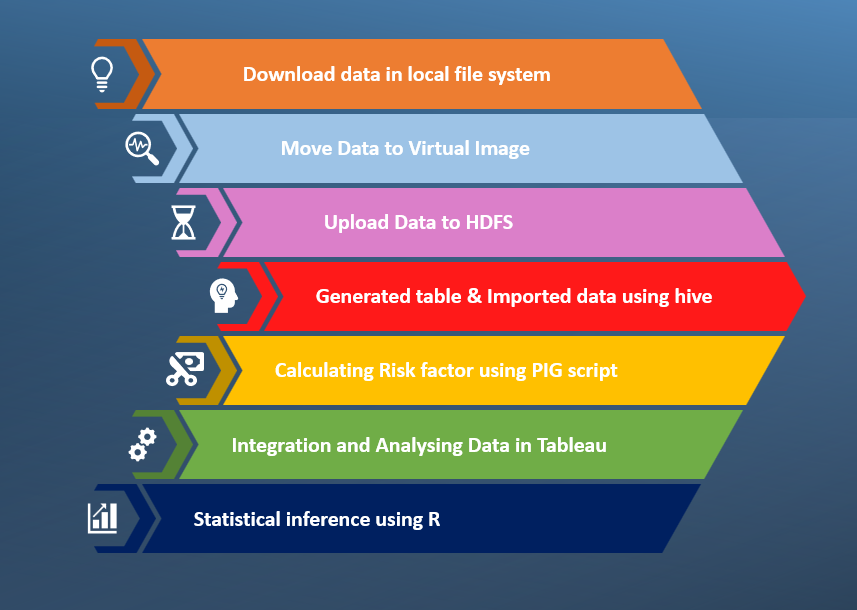 Download data in local file system
Move Data to Virtual Image
Upload Data to HDFS
Generated table & Imported data using hive
Calculating Risk factor using PIG script
Integration and Analysing Data in Tableau
Statistical inference using R